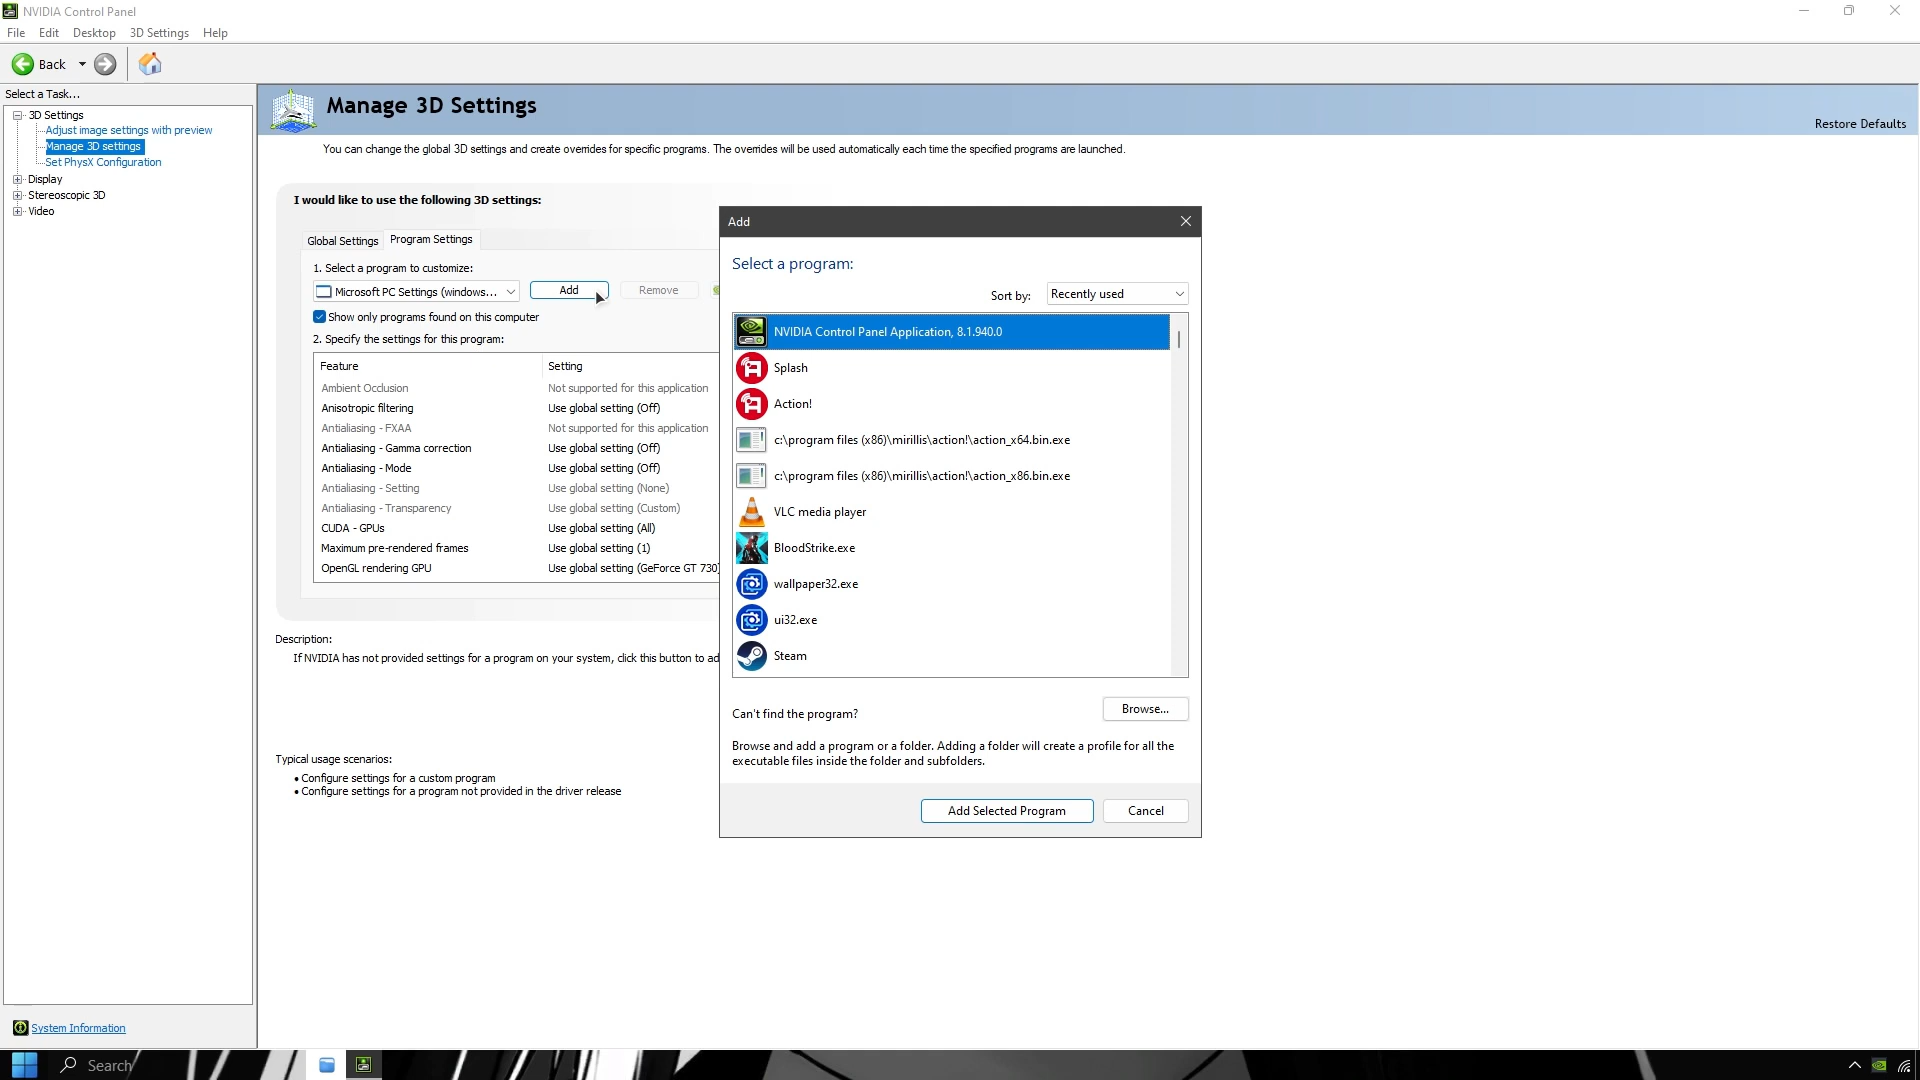 NVIDIA Control Panel
File Edit Desktop 3D Settings Help
Back
Select a Task...
3D Settings
Adjust image settings with preview
Manage 3D settings
Set PhysX Configuration
Display
Stereoscopic 3D
Video
System Information
Manage 3D Settings
Restore Defaults
You can change the global 3D settings and create overrides for specific programs. The overrides will be used automatically each time the specified programs are launched.
I would like to use the following 3D settings:
Global Settings Program Settings
1. Select a program to customize:
Microsoft PC Settings (windows... Add Remove
Show only programs found on this computer
2. Specify the settings for this program:
Feature Setting
Ambient Occlusion Not supported for this application
Anisotropic filtering Use global setting (Off)
Antialiasing - FXAA Not supported for this application
Antialiasing - Gamma correction Use global setting (Off)
Antialiasing - Mode Use global setting (Off)
Antialiasing - Setting Use global setting (None)
Antialiasing - Transparency Use global setting (Custom)
CUDA - GPUs Use global setting (All)
Maximum pre-rendered frames Use global setting (1)
OpenGL rendering GPU Use global setting (GeForce GT 730)
Description:
If NVIDIA has not provided settings for a program on your system, click this button to ad
Typical usage scenarios:
• Configure settings for a custom program
• Configure settings for a program not provided in the driver release
Add
Select a program:
Sort by: Recently used
NVIDIA Control Panel Application, 8.1.940.0
Splash
Action!
c:\program files (x86)\mirillis\action!\action_x64.bin.exe
c:\program files (x86)\mirillis\action!\action_x86.bin.exe
VLC media player
BloodStrike.exe
wallpaper32.exe
ui32.exe
Steam
Can't find the program? Browse...
Browse and add a program or a folder. Adding a folder will create a profile for all the
executable files inside the folder and subfolders.
Add Selected Program Cancel
Search